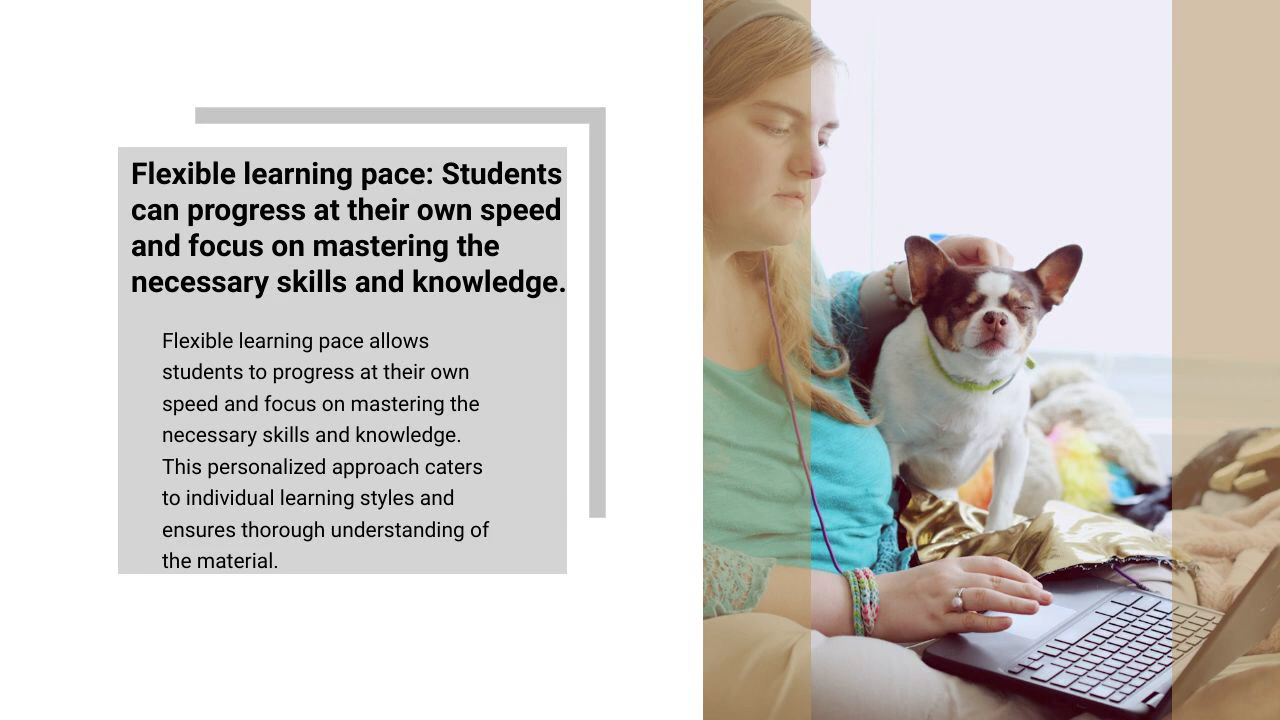 Flexible learning pace: Students
can progress at their own speed
and focus on mastering the
necessary skills and knowledge.
Flexible learning pace allows
students to progress at their own
speed and focus on mastering the
necessary skills and knowledge.
This personalized approach caters
to individual learning styles and
ensures thorough understanding of
the material.